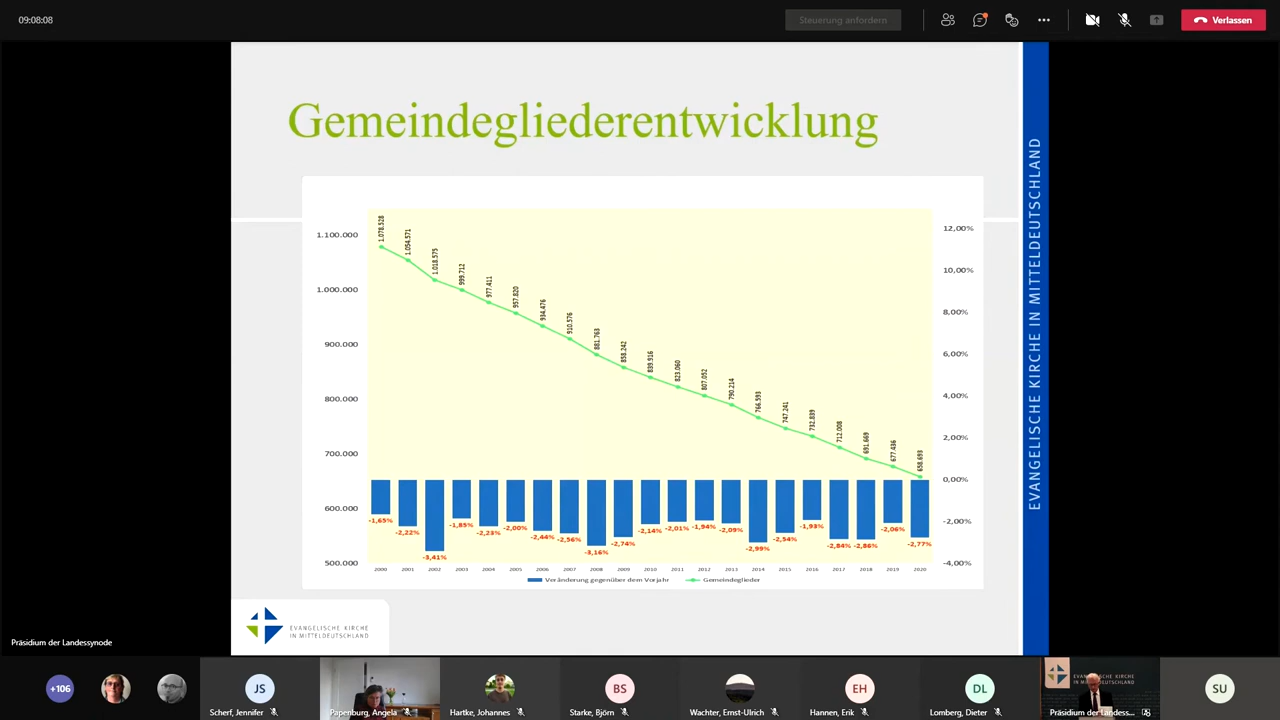 09:08:08
Steuerung anfordern
Verlassen
Gemeindegliederentwicklung
EVANGELISCHE KIRCHE IN MITTELDEUTSCHLAND
1.100.000
1.000.000
900.000
800.000
700.000
600.000
500.000
1.078.528
1.054.571
1.018.575
999.712
977.411
957.820
934.476
910.576
881.763
858.242
839.916
823.060
807.052
790.214
766.593
747.241
732.839
712.008
691.669
677.436
658.693
12,00%
10,00%
8,00%
6,00%
4,00%
2,00%
0,00%
-2,00%
-4,00%
-1,65%
-2,22%
-3,41%
-1,85%
-2,23%
-2,00%
-2,44%
-2,56%
-3,16%
-2,74%
-2,14%
-2,01%
-1,94%
-2,09%
-2,99%
-2,54%
-1,93%
-2,84%
-2,86%
-2,06%
-2,77%
2000 2001 2002 2003 2004 2005 2006 2007 2008 2009 2010 2011 2012 2013 2014 2015 2016 2017 2018 2019 2020
Veränderung gegenüber dem Vorjahr Gemeindeglieder
EVANGELISCHE KIRCHE
IN MITTELDEUTSCHLAND
Präsidium der Landessynode
+106
JS
BS
EH
DL
EVANGELISCHE KIRCHE
IN MITTELDEUTSCHLAND
SU
Scherf, Jennifer
Papenburg, Angela
Hartke, Johannes
Starke, Björn
Wachter, Ernst-Ulrich
Hannen, Erik
Lomberg, Dieter
Präsidium der Landess...